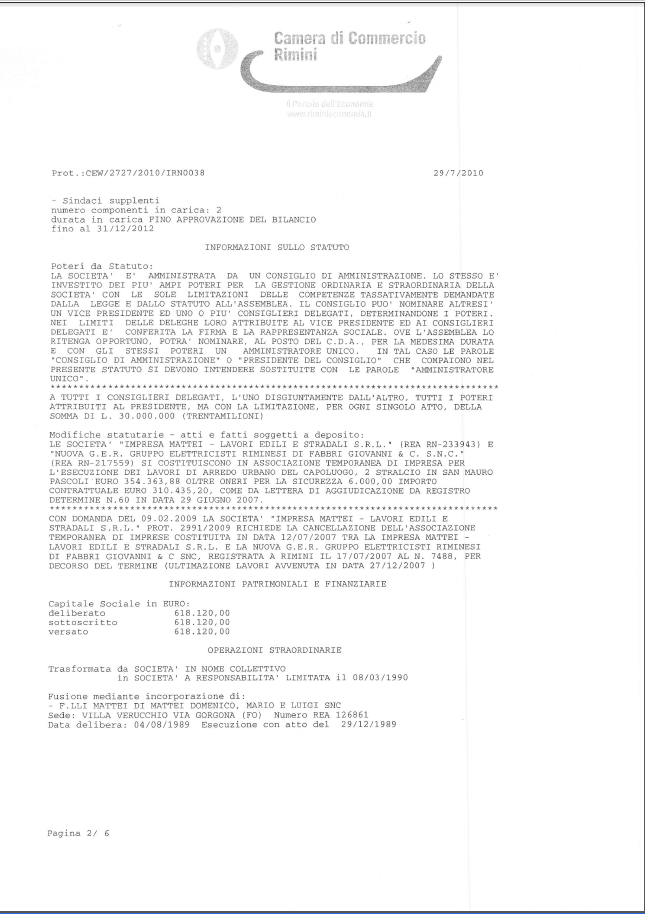 Camera di Commercio
Rimini
Il Portale dell'Economia
www.riminieconomia.it
Prot.:CEW/2727/2010/IRN0038 29/7/2010
- Sindaci supplenti
numero componenti in carica: 2
durata in carica FINO APPROVAZIONE DEL BILANCIO
fino al 31/12/2012
INFORMAZIONI SULLO STATUTO
Poteri da Statuto:
LA SOCIETA' E' AMMINISTRATA DA UN CONSIGLIO DI AMMINISTRAZIONE. LO STESSO E'
INVESTITO DEI PIU' AMPI POTERI PER LA GESTIONE ORDINARIA E STRAORDINARIA DELLA
SOCIETA' CON LE SOLE LIMITAZIONI DELLE COMPETENZE TASSATIVAMENTE DEMANDATE
DALLA LEGGE E DALLO STATUTO ALL'ASSEMBLEA. IL CONSIGLIO PUO' NOMINARE ALTRESI'
UN VICE PRESIDENTE ED UNO O PIU' CONSIGLIERI DELEGATI, DETERMINANDONE I POTERI.
NEI LIMITI DELLE DELEGHE LORO ATTRIBUITE AL VICE PRESIDENTE ED AI CONSIGLIERI
DELEGATI E' CONFERITA LA FIRMA E LA RAPPRESENTANZA SOCIALE. OVE L'ASSEMBLEA LO
RITENGA OPPORTUNO, POTRA' NOMINARE, AL POSTO DEL C.D.A., PER LA MEDESIMA DURATA
E CON GLI STESSI POTERI UN AMMINISTRATORE UNICO. IN TAL CASO LE PAROLE
"CONSIGLIO DI AMMINISTRAZIONE" O "PRESIDENTE DEL CONSIGLIO" CHE COMPAIONO NEL
PRESENTE STATUTO SI DEVONO INTENDERE SOSTITUITE CON LE PAROLE "AMMINISTRATORE
UNICO".
******************************************************************************
A TUTTI I CONSIGLIERI DELEGATI, L'UNO DISGIUNTAMENTE DALL'ALTRO, TUTTI I POTERI
ATTRIBUITI AL PRESIDENTE, MA CON LA LIMITAZIONE, PER OGNI SINGOLO ATTO, DELLA
SOMMA DI L. 30.000.000 (TRENTAMILIONI)
Modifiche statutarie - atti e fatti soggetti a deposito:
LE SOCIETA' "IMPRESA MATTEI - LAVORI EDILI E STRADALI S.R.L." (REA RN-233943) E
"NUOVA G.E.R. GRUPPO ELETTRICISTI RIMINESI DI FABBRI GIOVANNI & C. S.N.C."
(REA RN-217559) SI COSTITUISCONO IN ASSOCIAZIONE TEMPORANEA DI IMPRESA PER
L'ESECUZIONE DEI LAVORI DI ARREDO URBANO DEL CAPOLUOGO, 2 STRALCIO IN SAN MAURO
PASCOLI EURO 354.363,88 OLTRE ONERI PER LA SICUREZZA 6.000,00 IMPORTO
CONTRATTUALE EURO 310.435,20, COME DA LETTERA DI AGGIUDICAZIONE DA REGISTRO
DETERMINE N.60 IN DATA 29 GIUGNO 2007.
******************************************************************************
CON DOMANDA DEL 09.02.2009 LA SOCIETA' "IMPRESA MATTEI - LAVORI EDILI E
STRADALI S.R.L." PROT. 2991/2009 RICHIEDE LA CANCELLAZIONE DELL'ASSOCIAZIONE
TEMPORANEA DI IMPRESE COSTITUITA IN DATA 12/07/2007 TRA LA IMPRESA MATTEI -
LAVORI EDILI E STRADALI S.R.L. E LA NUOVA G.E.R. GRUPPO ELETTRICISTI RIMINESI
DI FABBRI GIOVANNI & C SNC, REGISTRATA A RIMINI IL 17/07/2007 AL N. 7488, PER
DECORSO DEL TERMINE (ULTIMAZIONE LAVORI AVVENUTA IN DATA 27/12/2007 )
INFORMAZIONI PATRIMONIALI E FINANZIARIE
Capitale Sociale in EURO:
deliberato 618.120,00
sottoscritto 618.120,00
versato 618.120,00
OPERAZIONI STRAORDINARIE
Trasformata da SOCIETA' IN NOME COLLETTIVO
in SOCIETA' A RESPONSABILITA' LIMITATA il 08/03/1990
Fusione mediante incorporazione di:
- F.LLI MATTEI DI MATTEI DOMENICO, MARIO E LUIGI SNC
Sede: VILLA VERUCCHIO VIA GORGONA (FO) Numero REA 126861
Data delibera: 04/08/1989 Esecuzione con atto del 29/12/1989
Pagina 2/ 6